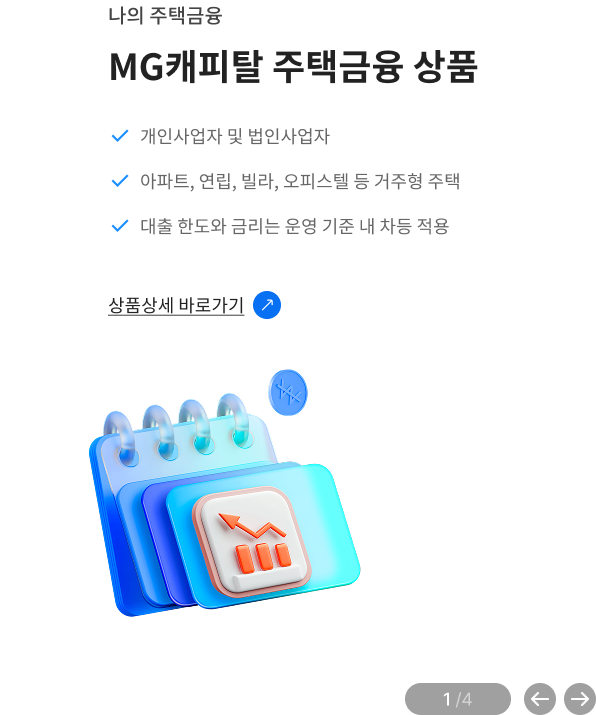 나의 주택금융
MG캐피탈 주택금융 상품
개인사업자 및 법인사업자
아파트, 연립, 빌라, 오피스텔 등 거주형 주택
대출 한도와 금리는 운영 기준 내 차등 적용
상품상세 바로가기
₩
1 /4